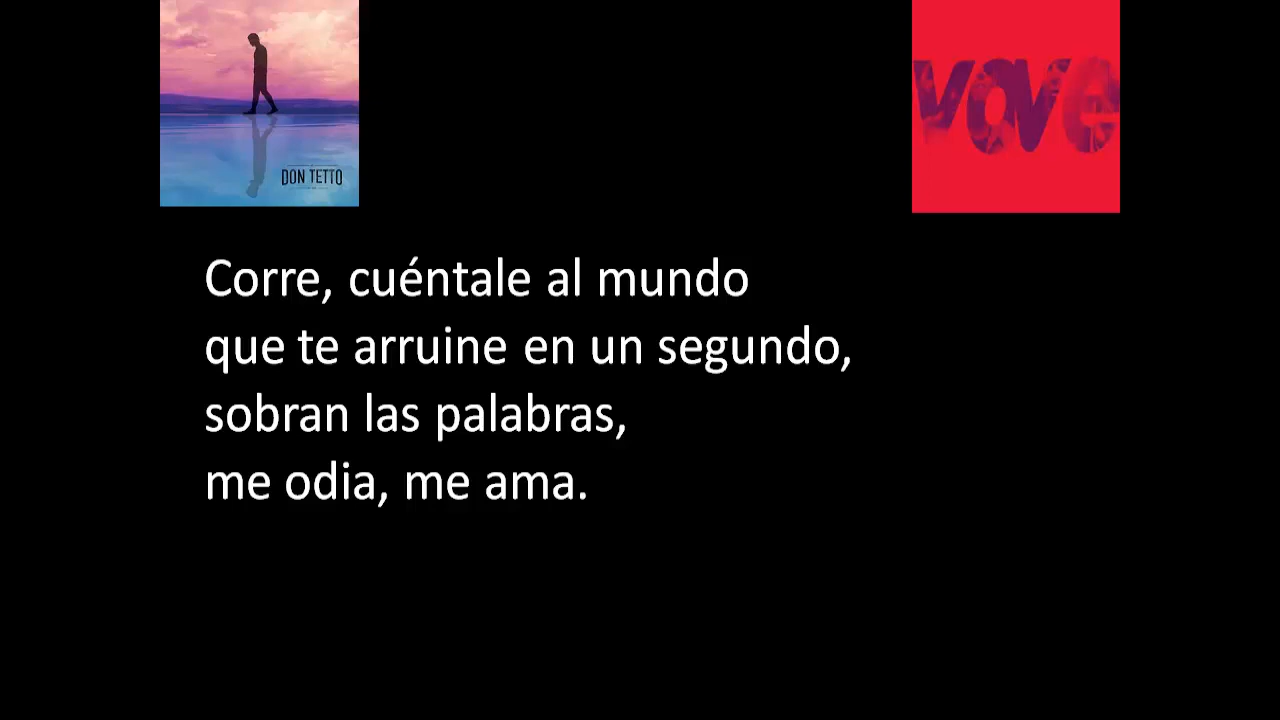 DON TETTO
vove
Corre, cuéntale al mundo
que te arruine en un segundo,
sobran las palabras,
me odia, me ama.